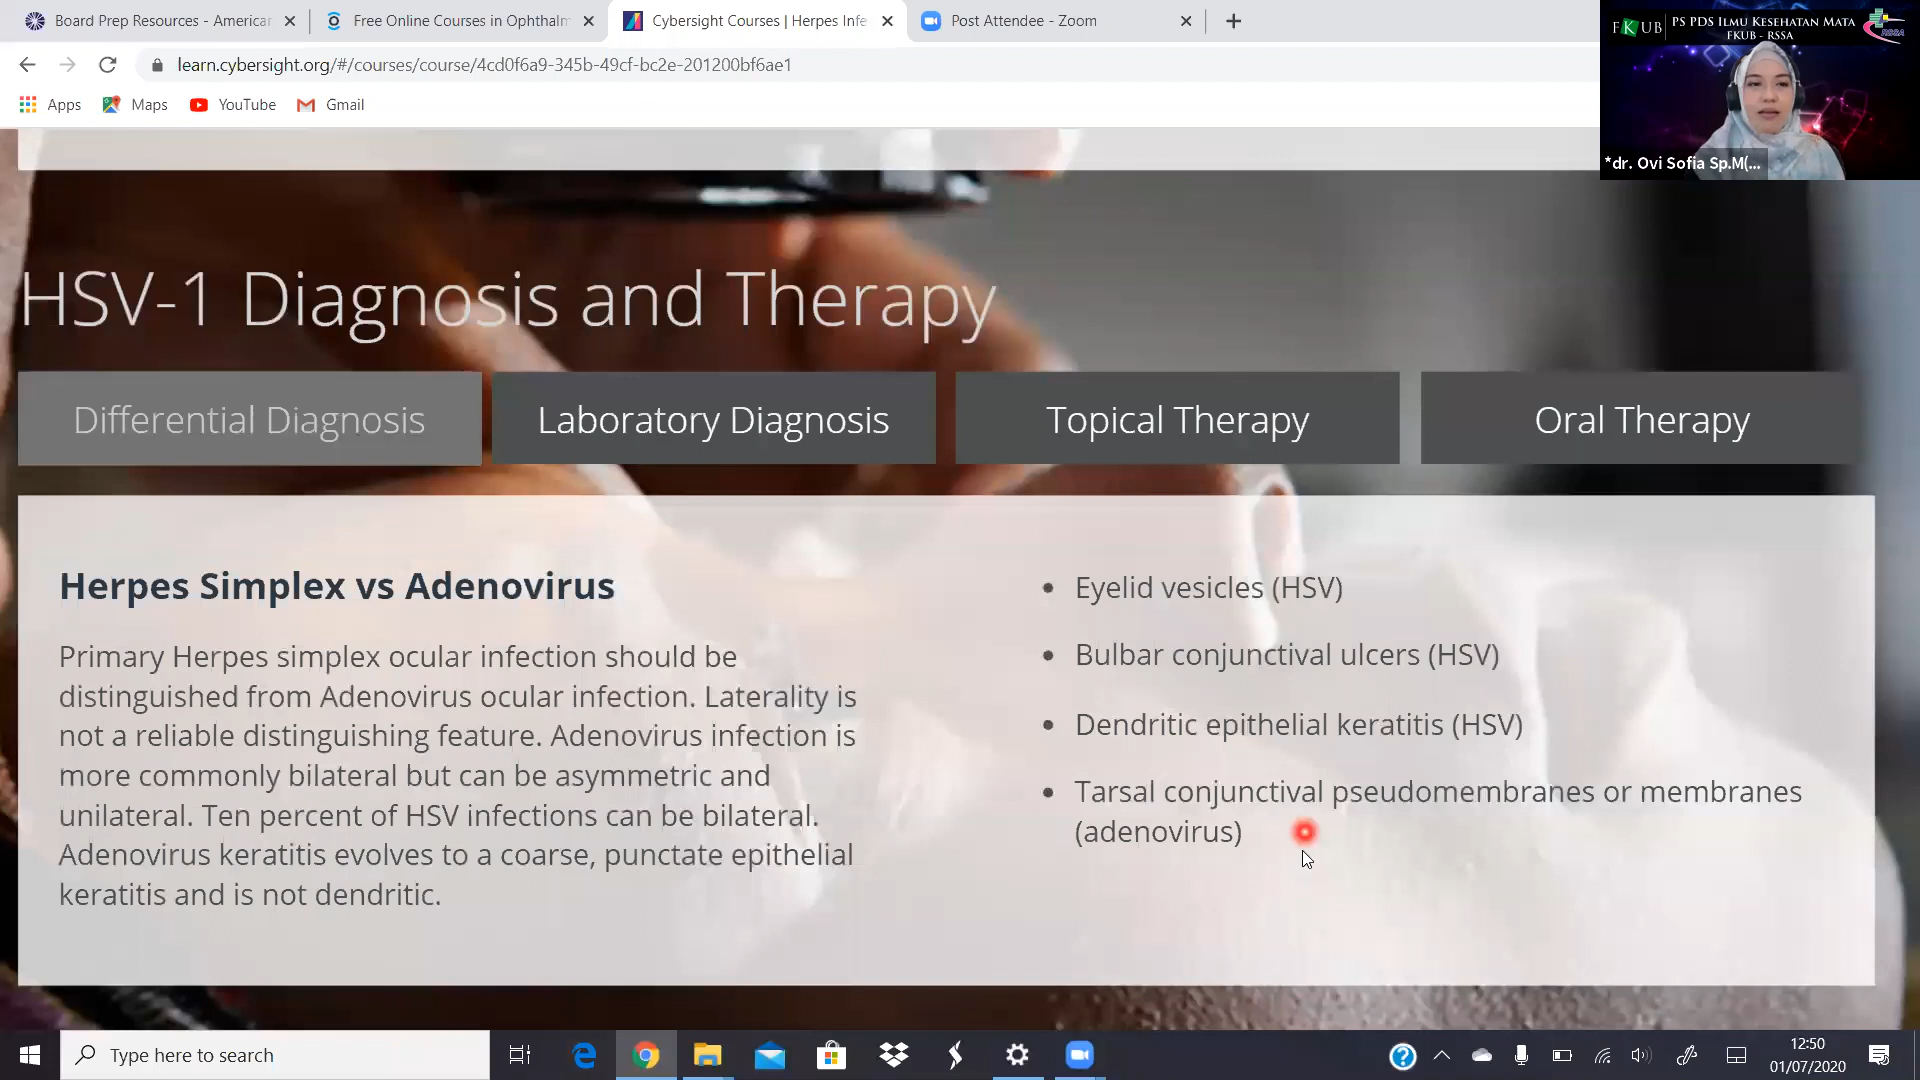 Board Prep Resources - American
Free Online Courses in Ophthalm
Cybersight Courses | Herpes Infe
Post Attendee - Zoom
learn.cybersight.org/#/courses/course/4cd0f6a9-345b-49cf-bc2e-201200bf6ae1
Apps
Maps
YouTube
Gmail
FKUB
PS PDS ILMU KESEHATAN MATA
FKUB - RSSA
RSSA
*dr. Ovi Sofia Sp.M(...
HSV-1 Diagnosis and Therapy
Differential Diagnosis
Laboratory Diagnosis
Topical Therapy
Oral Therapy
Herpes Simplex vs Adenovirus
Primary Herpes simplex ocular infection should be
distinguished from Adenovirus ocular infection. Laterality is
not a reliable distinguishing feature. Adenovirus infection is
more commonly bilateral but can be asymmetric and
unilateral. Ten percent of HSV infections can be bilateral.
Adenovirus keratitis evolves to a coarse, punctate epithelial
keratitis and is not dendritic.
• Eyelid vesicles (HSV)
• Bulbar conjunctival ulcers (HSV)
• Dendritic epithelial keratitis (HSV)
• Tarsal conjunctival pseudomembranes or membranes
(adenovirus)
Type here to search
12:50
01/07/2020